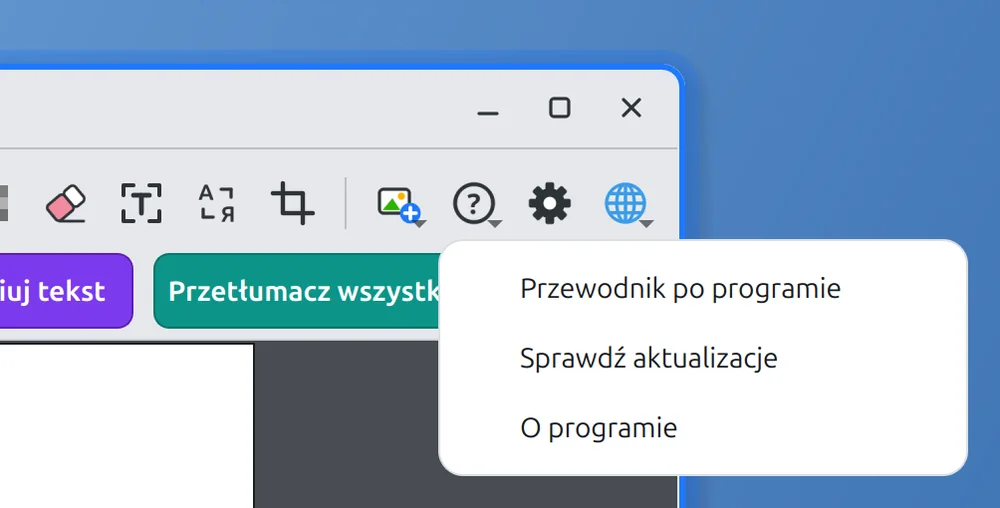 iuj tekst
Przetłumacz wszystk
Przewodnik po programie
Sprawdź aktualizacje
O programie